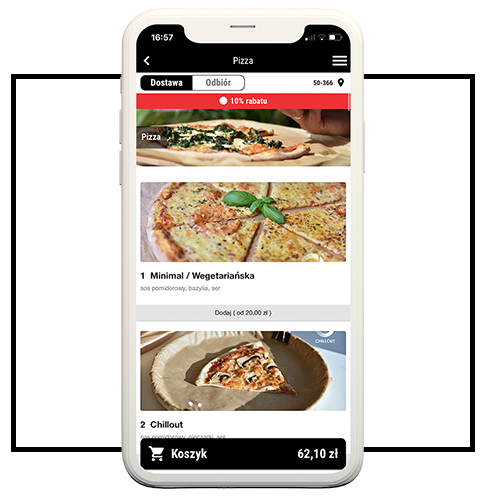 16:57
Pizza
Dostawa Odbiór 50-366
10% rabatu
Pizza
1 Minimal / Wegetariańska
sos pomidorowy, bazylia, ser
Dodaj ( od 20,00 zł )
CHILLOUT
2 Chillout
sos pomidorowy, pieczarki, ser
Koszyk 62,10 zł